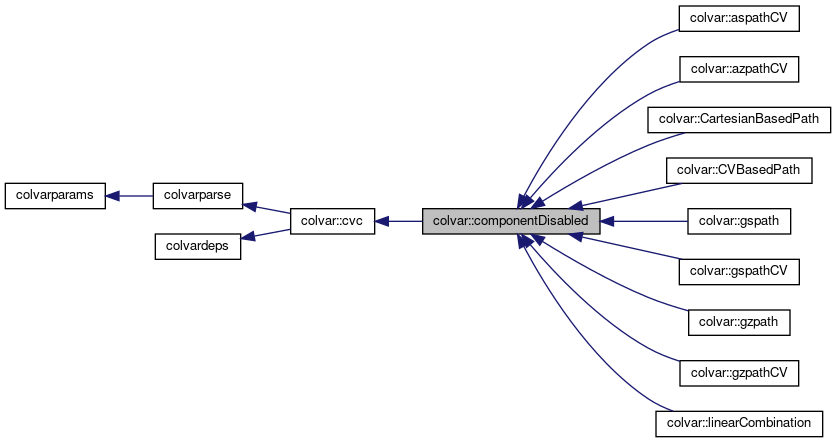 colvar::aspathCV
colvar::azpathCV
colvar::CartesianBasedPath
colvar::CVBasedPath
colvarparams
colvarparse
colvar::cvc
colvar::componentDisabled
colvar::gspath
colvardeps
colvar::gspathCV
colvar::gzpath
colvar::gzpathCV
colvar::linearCombination